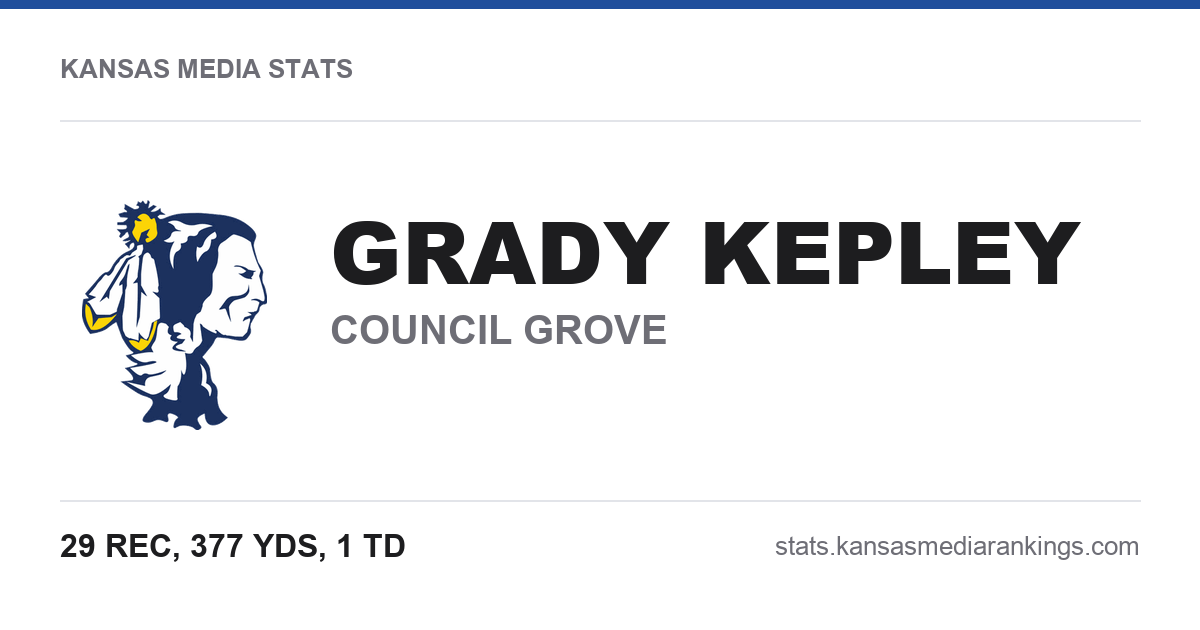 KANSAS MEDIA STATS
GRADY KEPLEY
COUNCIL GROVE
29 REC, 377 YDS, 1 TD
stats.kansasmediarankings.com